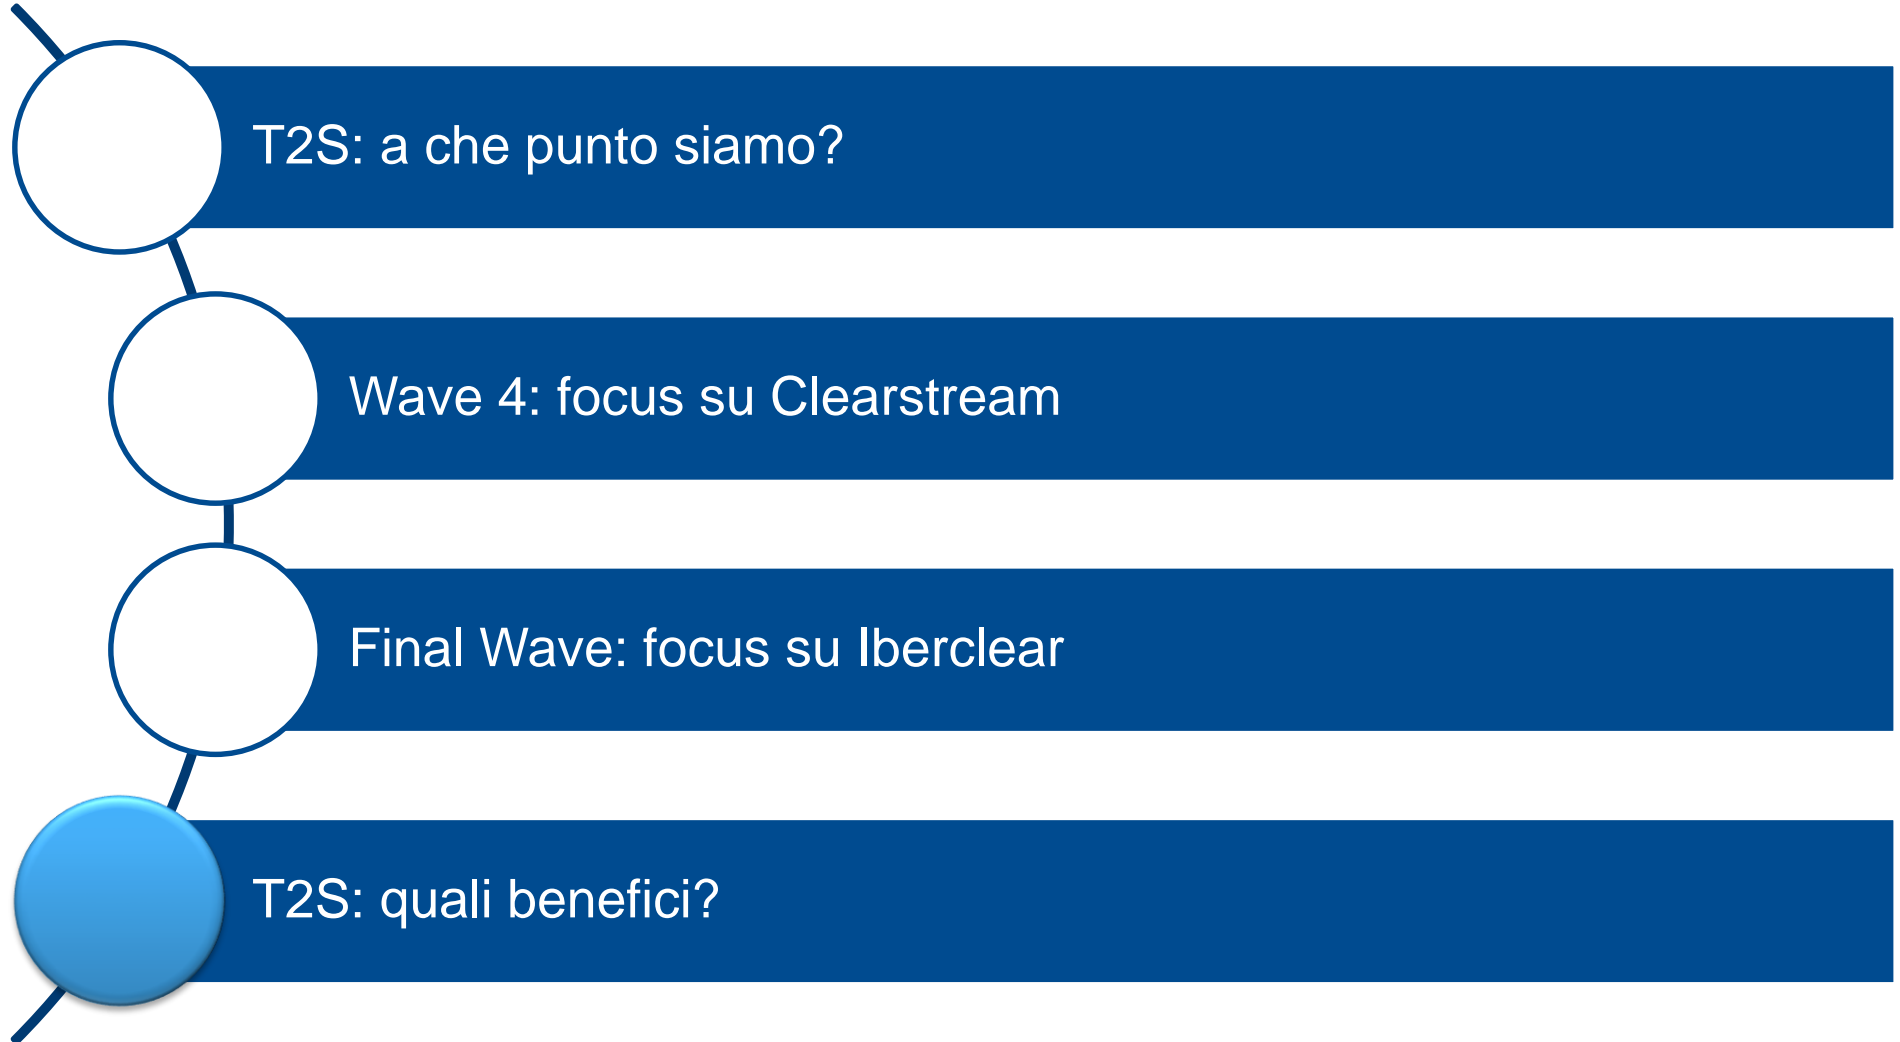 T2S: a che punto siamo?
Wave 4: focus su Clearstream
Final Wave: focus su Iberclear
T2S: quali benefici?